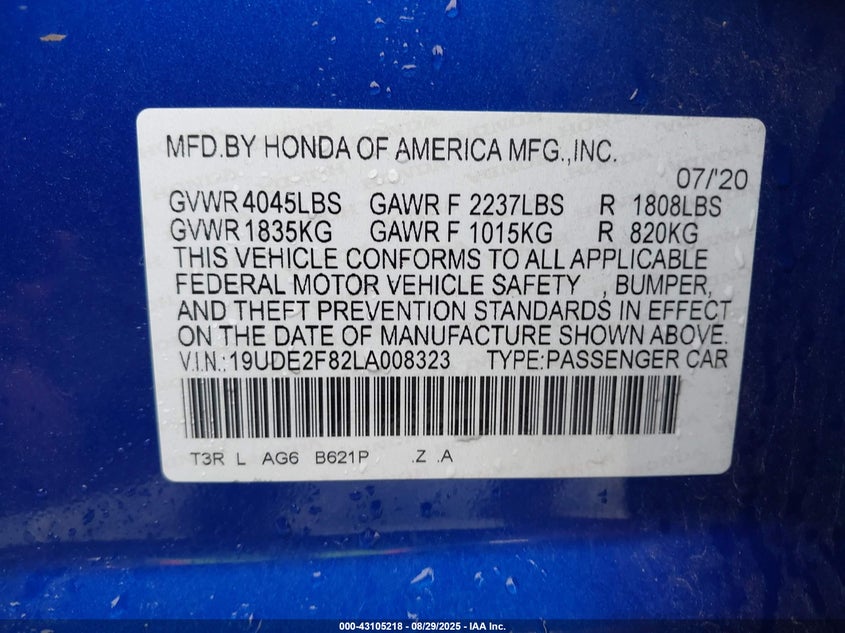 MFD.BY HONDA OF AMERICA MFG.,INC.
07/'20
GVWR 4045LBS GAWR F 2237LBS R 1808LBS
GVWR 1835KG GAWR F 1015KG R 820KG
THIS VEHICLE CONFORMS TO ALL APPLICABLE
FEDERAL MOTOR VEHICLE SAFETY , BUMPER,
AND THEFT PREVENTION STANDARDS IN EFFECT
ON THE DATE OF MANUFACTURE SHOWN ABOVE.
V.I.N.:19UDE2F82LA008323 TYPE:PASSENGER CAR
T3R L AG6 B621P .Z .A
000-43105218 - 08/29/2025 - IAA Inc.